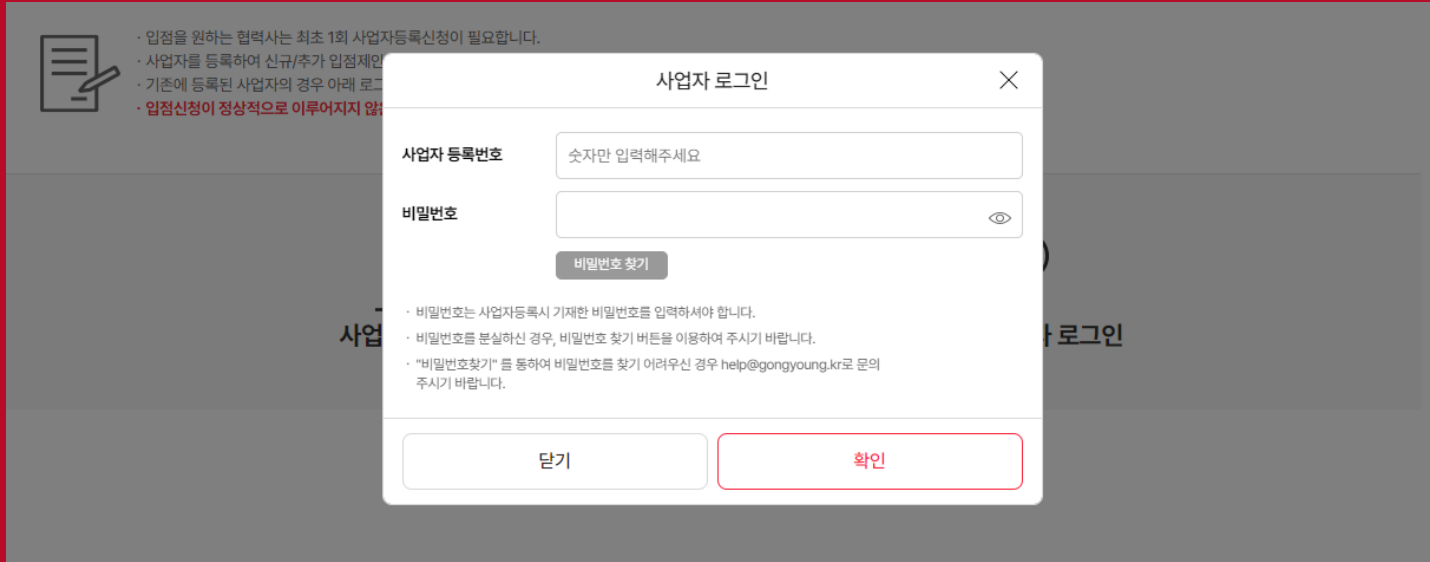 · 입점을 원하는 협력사는 최초 1회 사업자등록신청이 필요합니다.
· 사업자를 등록하여 신규/추가 입점제안
· 기존에 등록된 사업자의 경우 아래 로그
· 입점신청이 정상적으로 이루어지지 않은
사업자 로그인
사업자 등록번호
숫자만 입력해주세요
비밀번호
비밀번호 찾기
· 비밀번호는 사업자등록시 기재한 비밀번호를 입력하셔야 합니다.
· 비밀번호를 분실하신 경우, 비밀번호 찾기 버튼을 이용하여 주시기 바랍니다.
· "비밀번호찾기" 를 통하여 비밀번호를 찾기 어려우신 경우 help@gongyoung.kr로 문의
주시기 바랍니다.
사업
로그인
닫기
확인